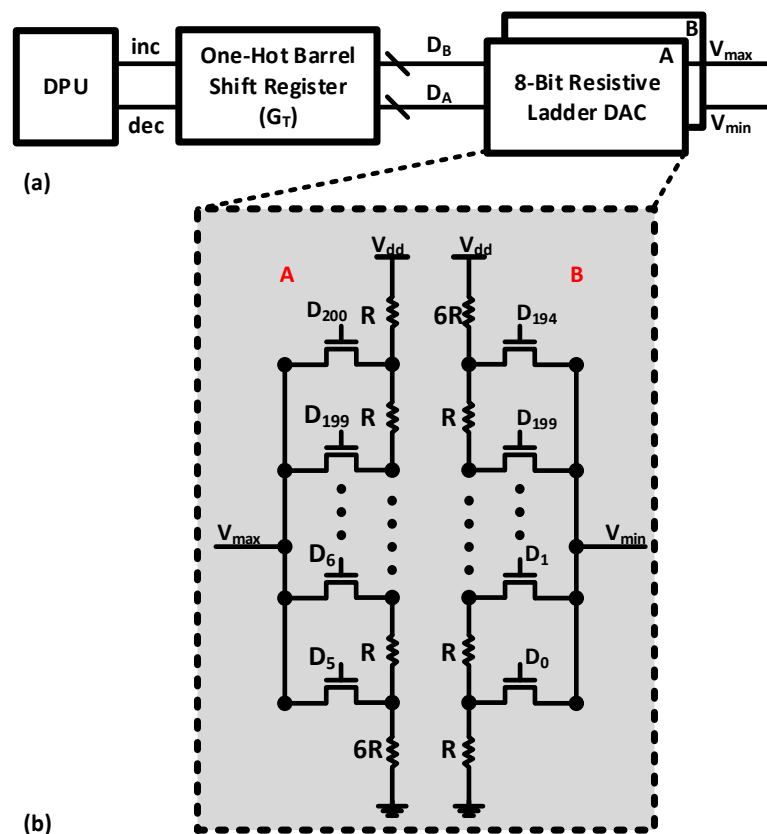 DPU
inc
dec
One-Hot Barrel
Shift Register
(G_T)
D_B
D_A
B
A
8-Bit Resistive
Ladder DAC
V_max
V_min
(a)
V_dd
V_dd
A
B
D_200
R
6R
D_194
D_199
R
R
D_199
V_max
V_min
D_6
D_1
D_5
R
R
D_0
6R
R
(b)